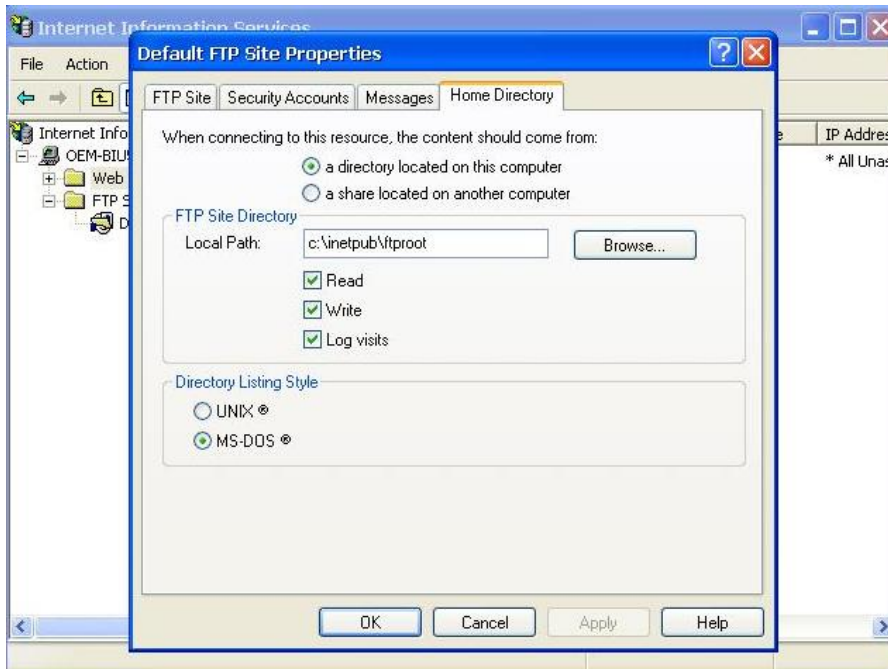 Internet Information Services
Default FTP Site Properties
File Action
FTP Site Security Accounts Messages Home Directory
Internet Info
When connecting to this resource, the content should come from:
IP Addres
OEM-BIU
a directory located on this computer
* All Unas
Web
a share located on another computer
FTP S
FTP Site Directory
D
Local Path: c:\inetpub\ftproot Browse...
Read
Write
Log visits
Directory Listing Style
UNIX ®
MS-DOS ®
OK Cancel Apply Help